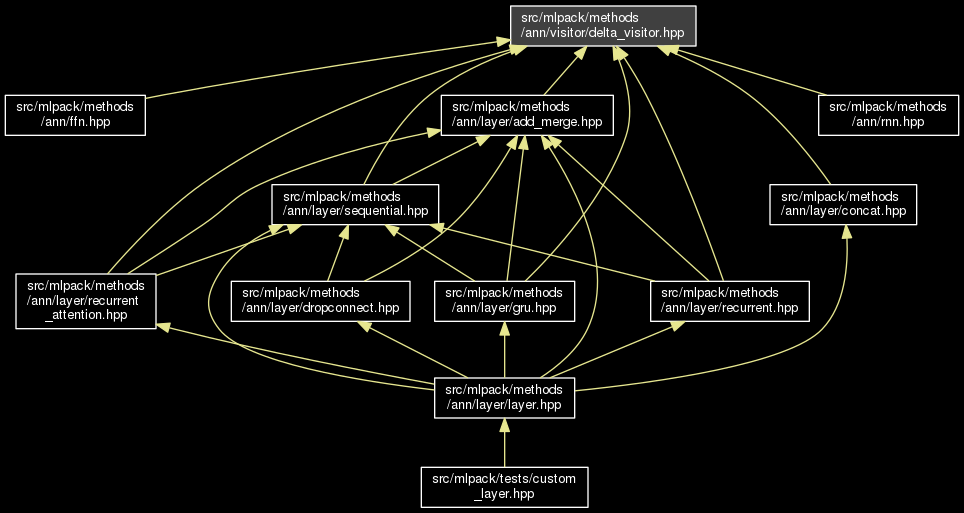 src/mlpack/methods
/ann/visitor/delta_visitor.hpp
src/mlpack/methods
/ann/ffn.hpp
src/mlpack/methods
/ann/layer/add_merge.hpp
src/mlpack/methods
/ann/rnn.hpp
src/mlpack/methods
/ann/layer/sequential.hpp
src/mlpack/methods
/ann/layer/concat.hpp
src/mlpack/methods
/ann/layer/recurrent
_attention.hpp
src/mlpack/methods
/ann/layer/dropconnect.hpp
src/mlpack/methods
/ann/layer/gru.hpp
src/mlpack/methods
/ann/layer/recurrent.hpp
src/mlpack/methods
/ann/layer/layer.hpp
src/mlpack/tests/custom
_layer.hpp